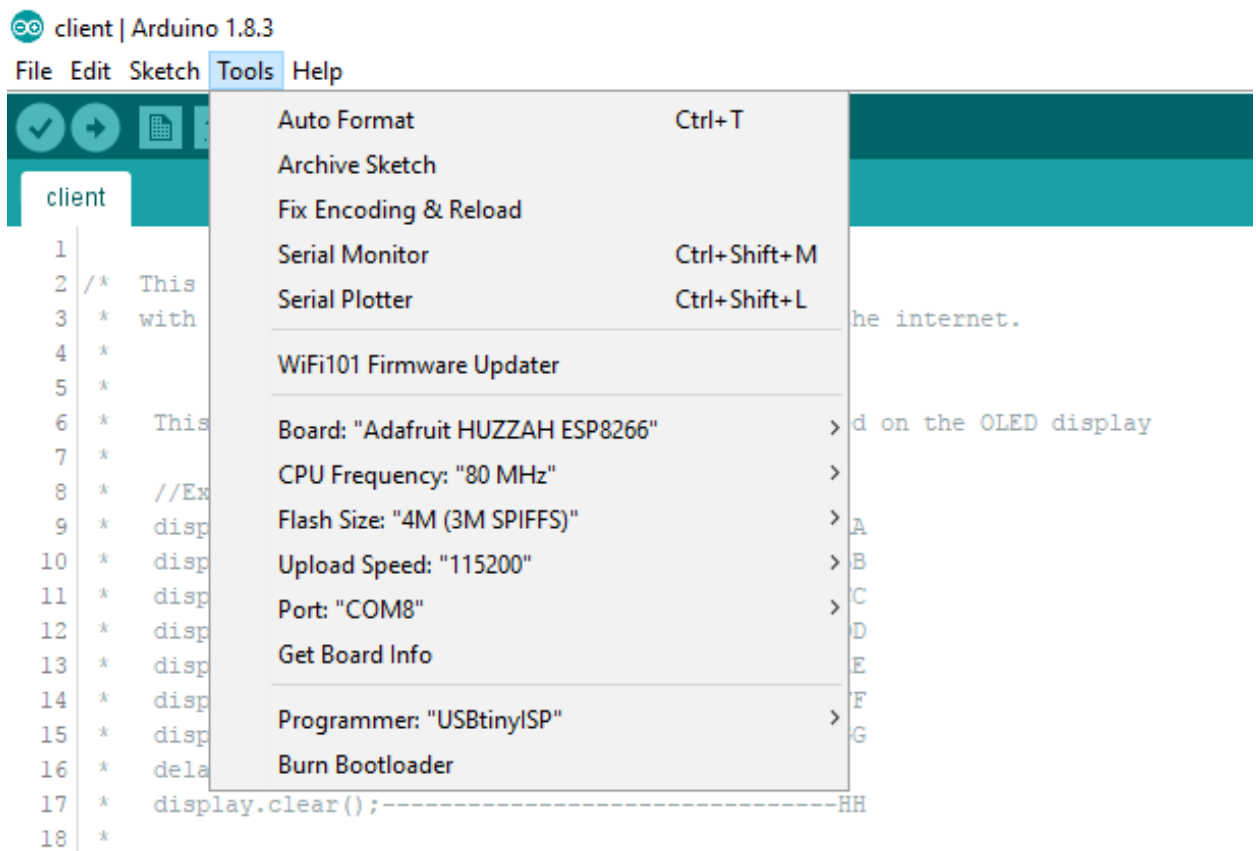 client | Arduino 1.8.3
File Edit Sketch Tools Help
Auto Format Ctrl+T
Archive Sketch
Fix Encoding & Reload
Serial Monitor Ctrl+Shift+M
Serial Plotter Ctrl+Shift+L
WiFi101 Firmware Updater
Board: "Adafruit HUZZAH ESP8266"
CPU Frequency: "80 MHz"
Flash Size: "4M (3M SPIFFS)"
Upload Speed: "115200"
Port: "COM8"
Get Board Info
Programmer: "USBtinyISP"
Burn Bootloader
client
1
2 /* This
3 * with he internet.
4 *
5 *
6 * This d on the OLED display
7 *
8 * //Ex
9 * disp A
10 * disp B
11 * disp C
12 * disp D
13 * disp E
14 * disp F
15 * disp G
16 * dela
17 * display.clear();--------------------------------HH
18 *